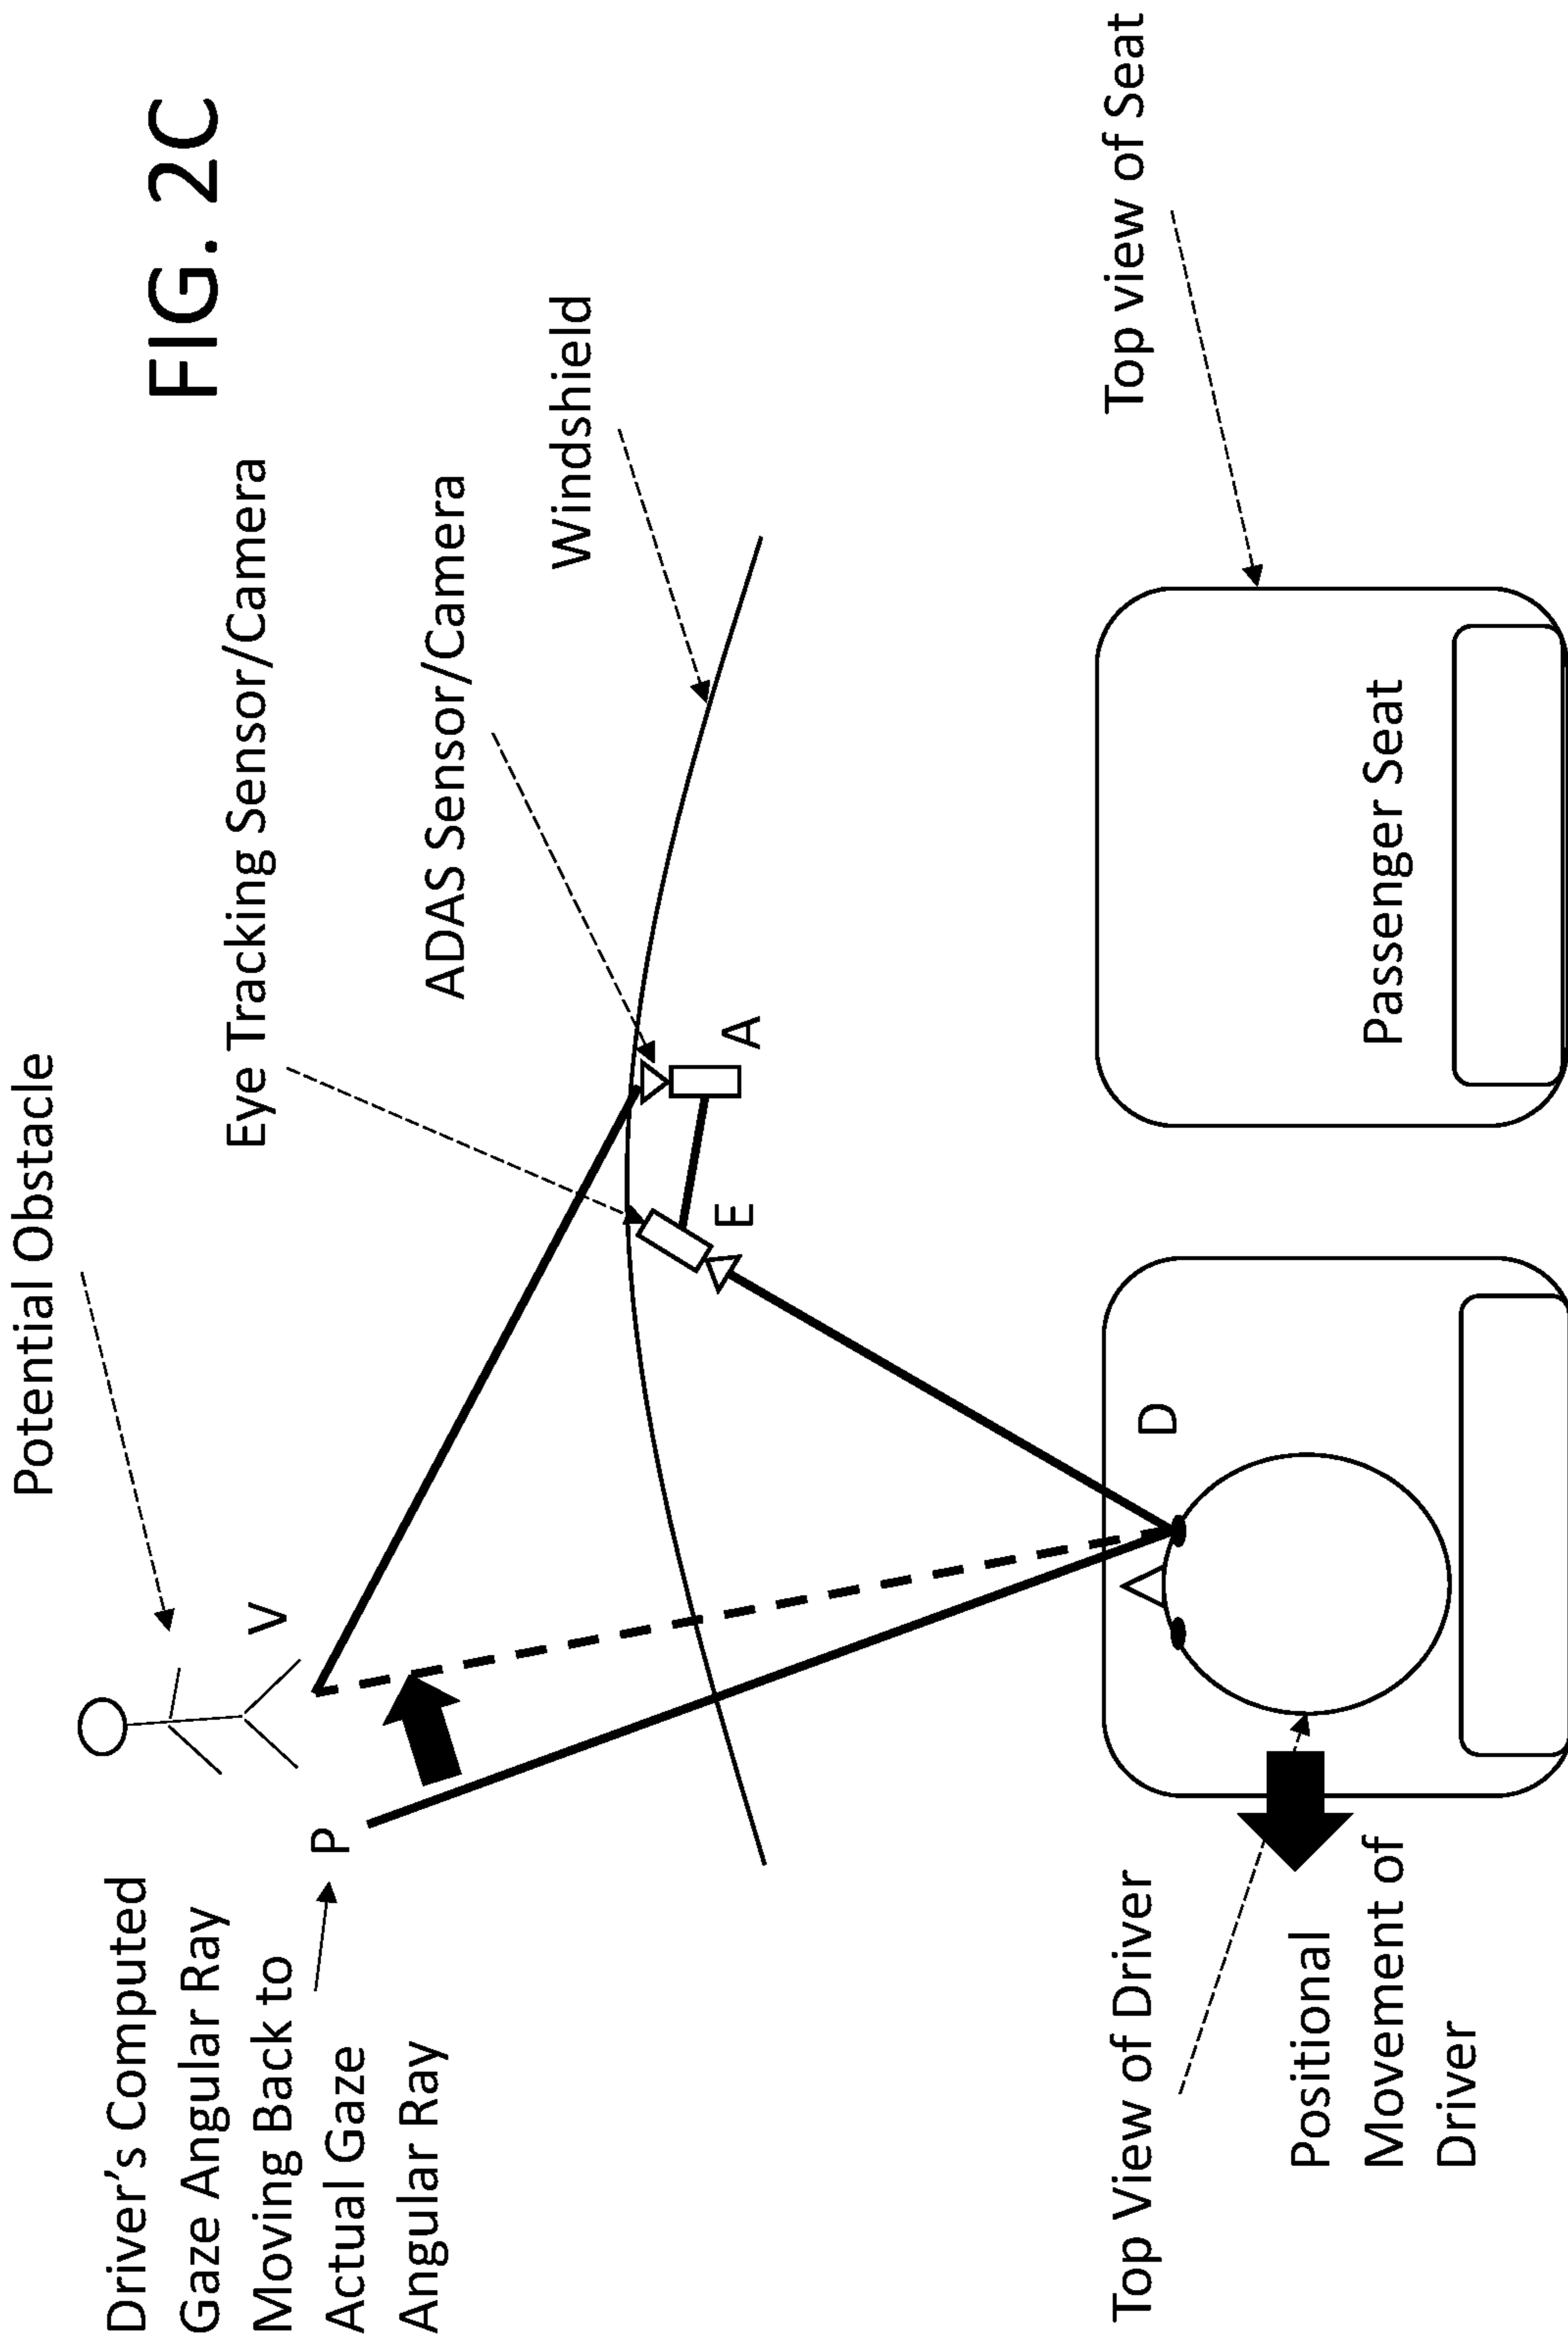 FIG. 2C
Potential Obstacle
Eye Tracking Sensor/Camera
ADAS Sensor/Camera
Windshield
Driver's Computed
Gaze Angular Ray
Moving Back to
Actual Gaze
Angular Ray
P
V
E
A
D
Top View of Driver
Positional
Movement of
Driver
Top view of Seat
Passenger Seat